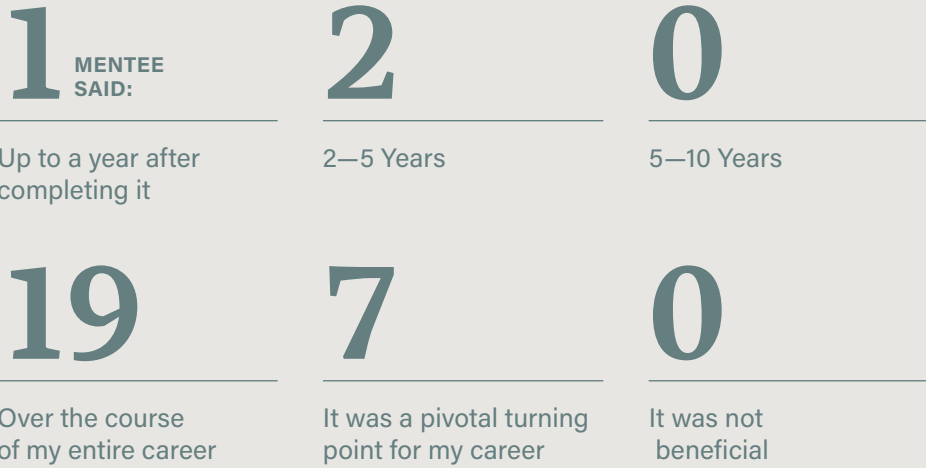 1 MENTEE
SAID:
2
0
Up to a year after
completing it
2—5 Years
5—10 Years
19
7
0
Over the course
of my entire career
It was a pivotal turning
point for my career
It was not
beneficial